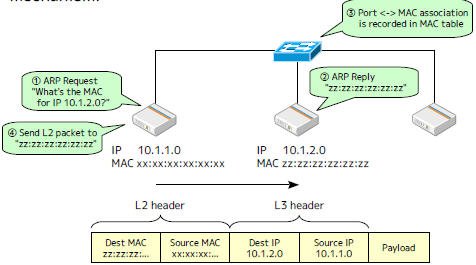 ③ Port <-> MAC association
is recorded in MAC table
① ARP Request
"What's the MAC
for IP 10.1.2.0?"
② ARP Reply
"zz:zz:zz:zz:zz:zz"
④ Send L2 packet to
"zz:zz:zz:zz:zz:zz"
IP 10.1.1.0
MAC xx:xx:xx:xx:xx:xx
IP 10.1.2.0
MAC zz:zz:zz:zz:zz:zz
L2 header
L3 header
Dest MAC
zz:zz:zz:...
Source MAC
xx:xx:xx:...
Dest IP
10.1.2.0
Source IP
10.1.1.0
Payload